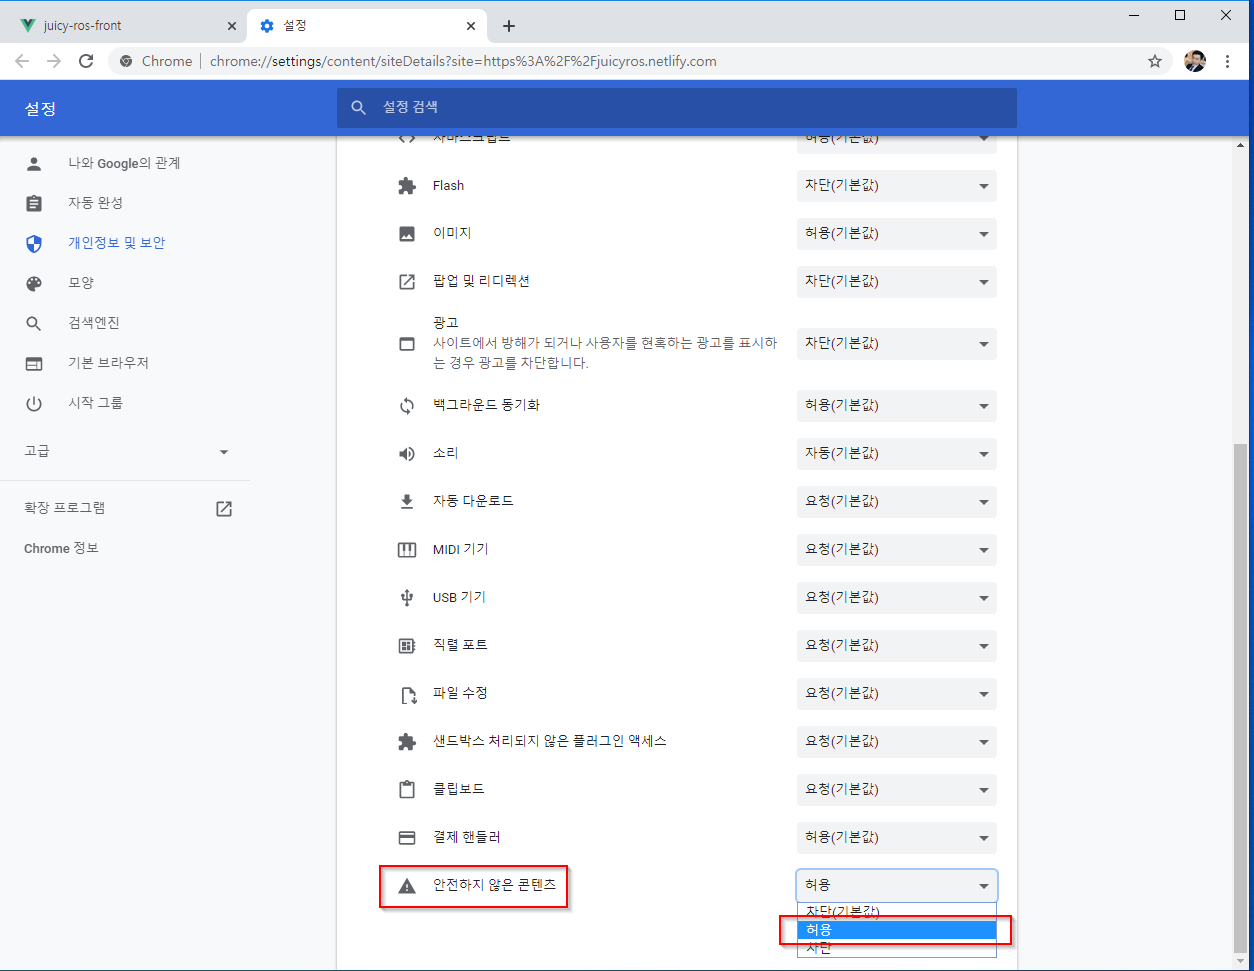 juicy-ros-front
설정
Chrome
chrome://settings/content/siteDetails?site=https%3A%2F%2Fjuicyros.netlify.com
설정
설정 검색
나와 Google의 관계
자동 완성
개인정보 및 보안
모양
검색엔진
기본 브라우저
시작 그룹
고급
확장 프로그램
Chrome 정보
자바스크립트 허용(기본값)
Flash 차단(기본값)
이미지 허용(기본값)
팝업 및 리디렉션 차단(기본값)
광고
사이트에서 방해가 되거나 사용자를 현혹하는 광고를 표시하
는 경우 광고를 차단합니다.
차단(기본값)
백그라운드 동기화 허용(기본값)
소리 자동(기본값)
자동 다운로드 요청(기본값)
MIDI 기기 요청(기본값)
USB 기기 요청(기본값)
직렬 포트 요청(기본값)
파일 수정 요청(기본값)
샌드박스 처리되지 않은 플러그인 액세스 요청(기본값)
클립보드 요청(기본값)
결제 핸들러 허용(기본값)
안전하지 않은 콘텐츠 허용
차단(기본값)
허용
차단